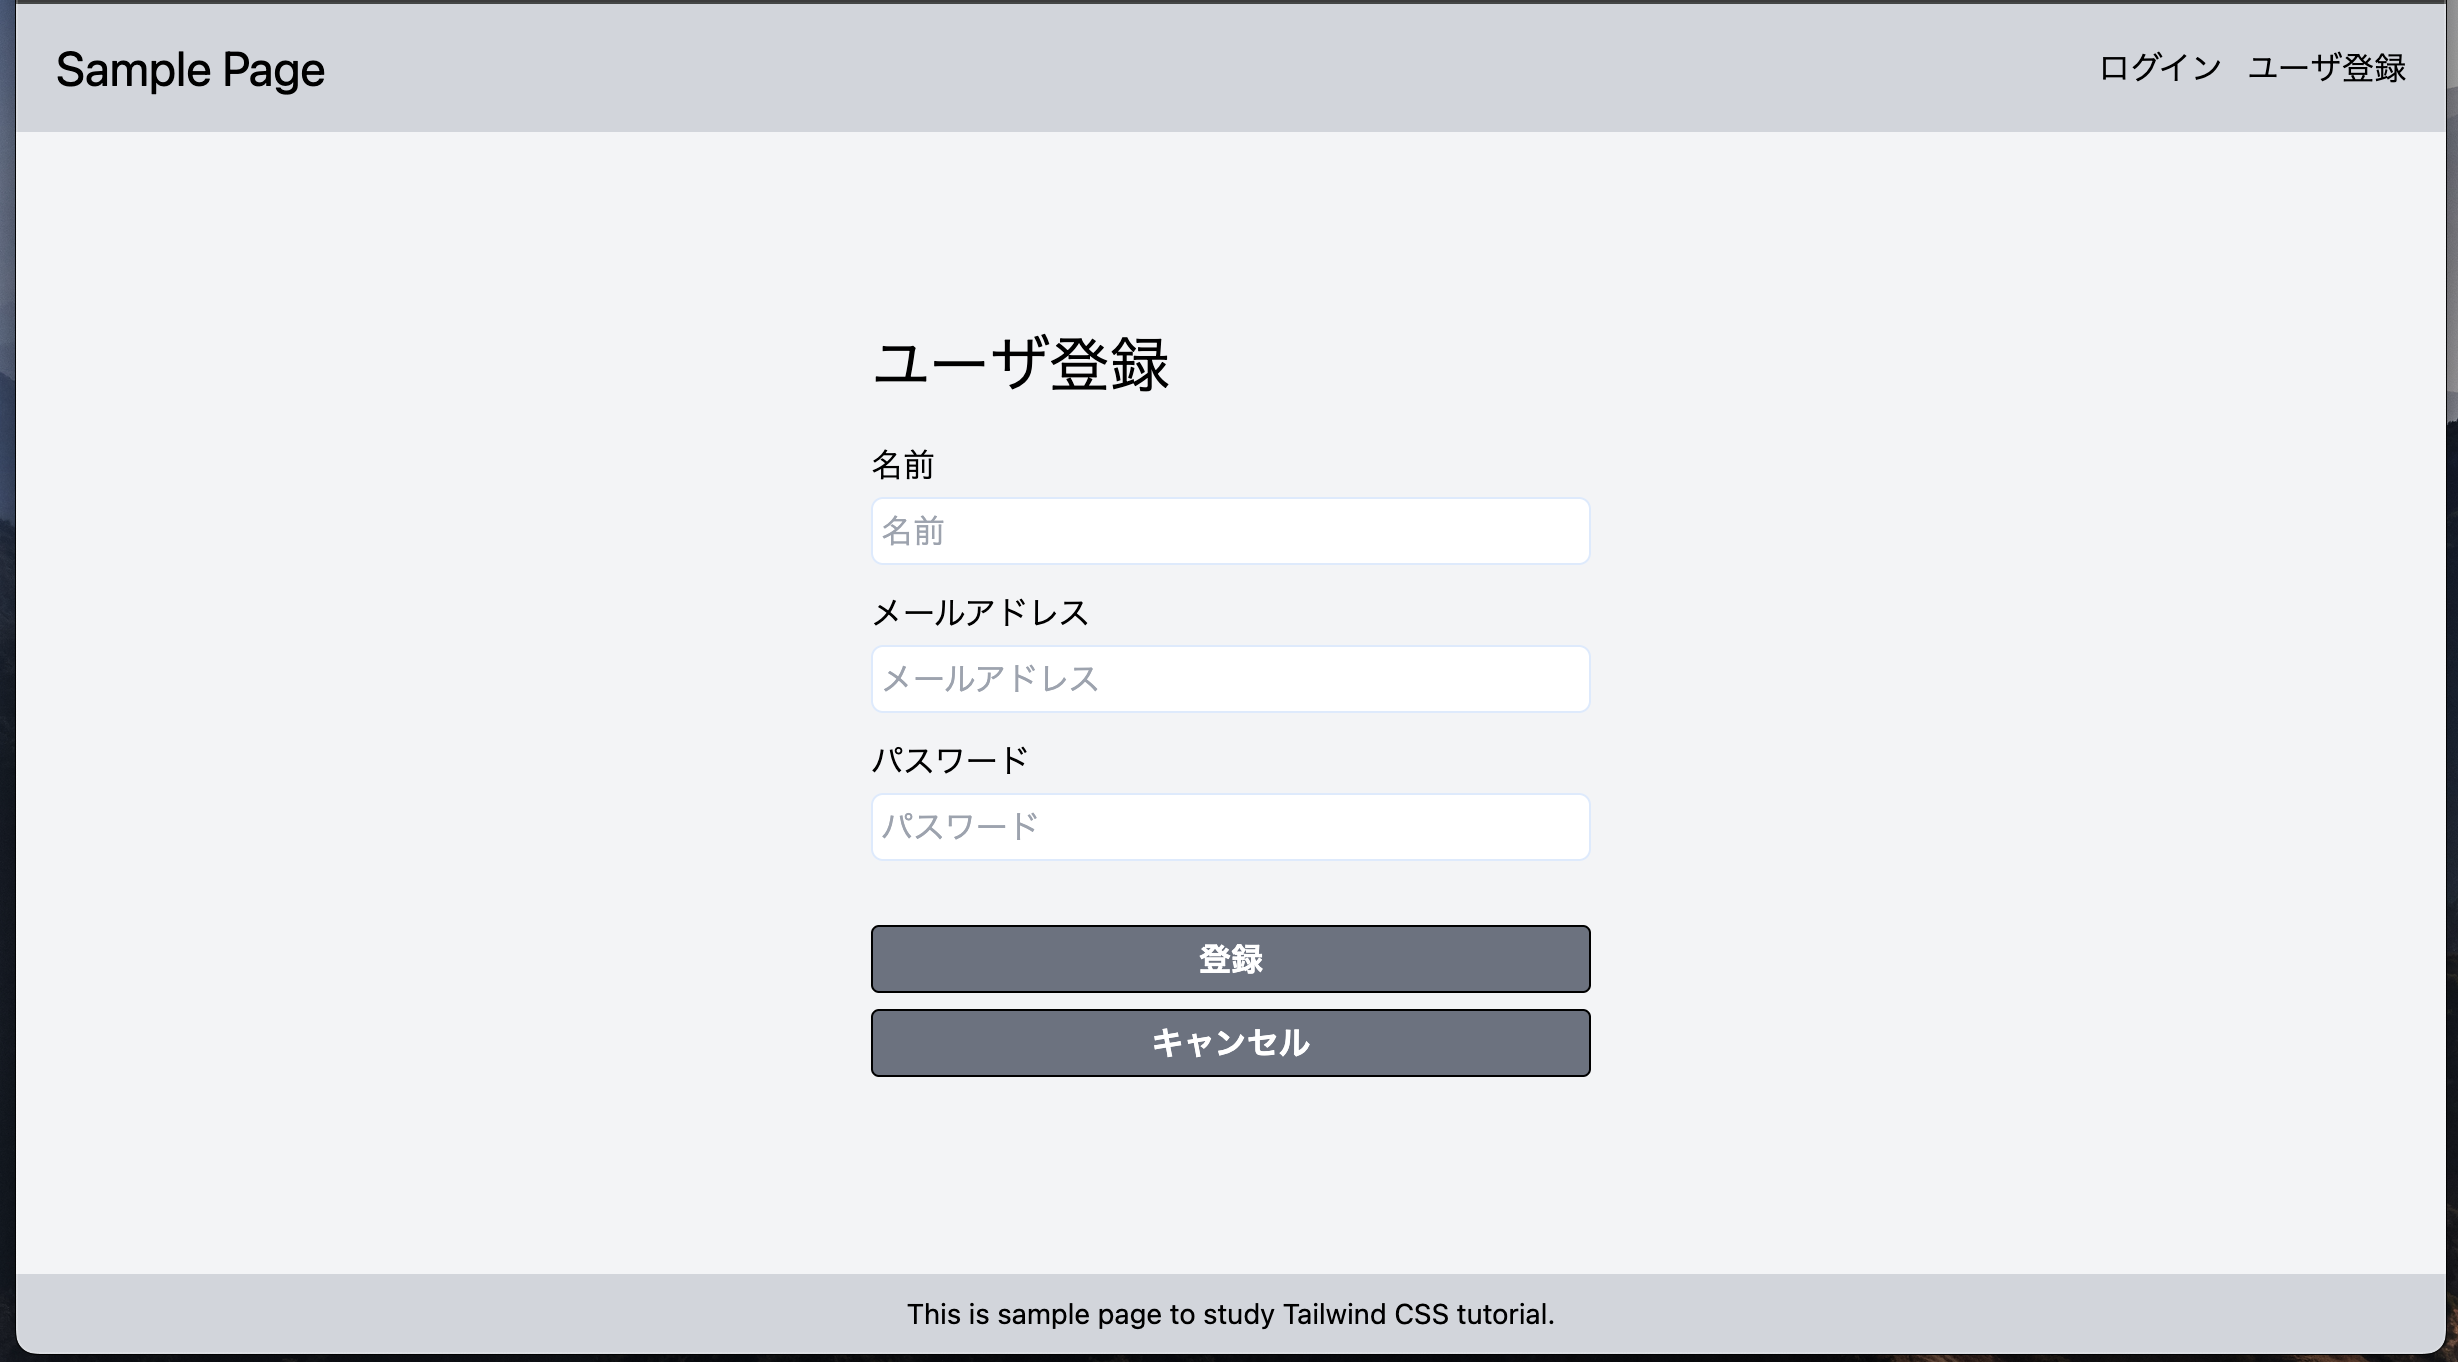 Sample Page
ログイン ユーザ登録
ユーザ登録
名前
名前
メールアドレス
メールアドレス
パスワード
パスワード
登録
キャンセル
This is sample page to study Tailwind CSS tutorial.